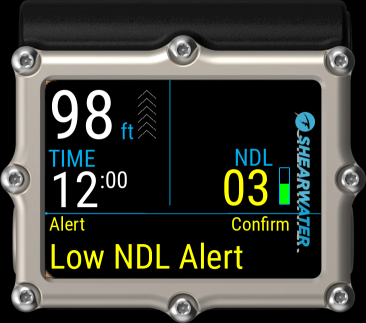 98 ft
TIME
NDL
12:00
03
SHEARWATER
Alert
Confirm
Low NDL Alert